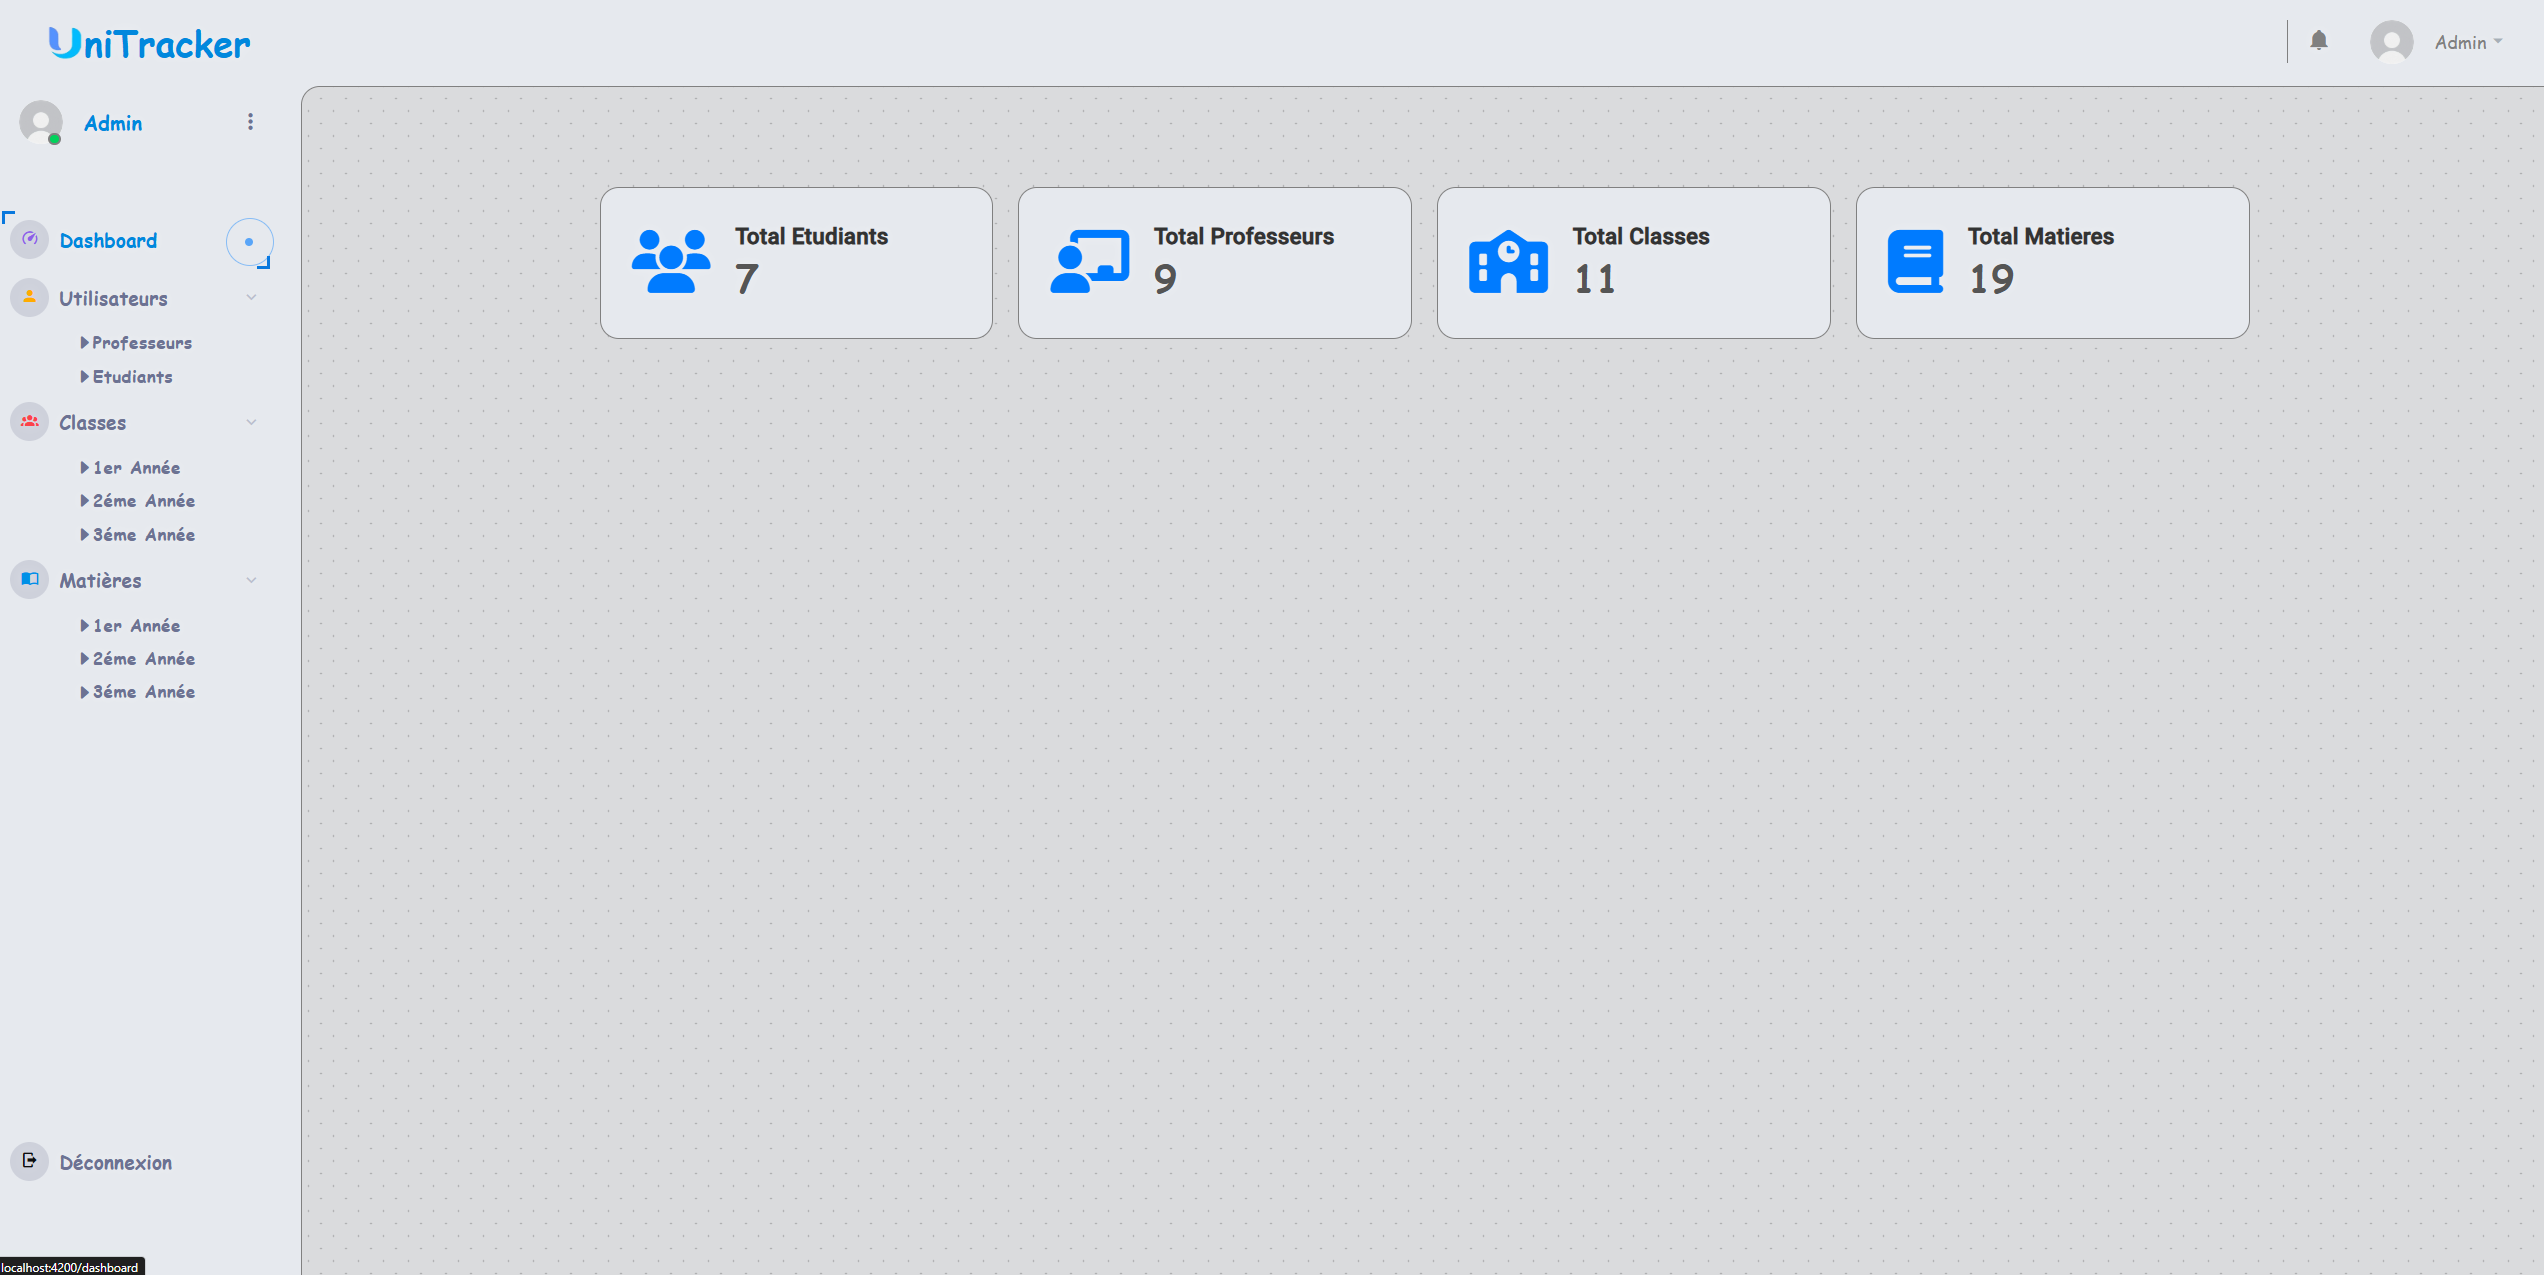 UniTracker
Admin
Admin
Dashboard
Utilisateurs
Professeurs
Etudiants
Classes
1er Année
2éme Année
3éme Année
Matières
1er Année
2éme Année
3éme Année
Déconnexion
Total Etudiants
7
Total Professeurs
9
Total Classes
11
Total Matieres
19
localhost:4200/dashboard